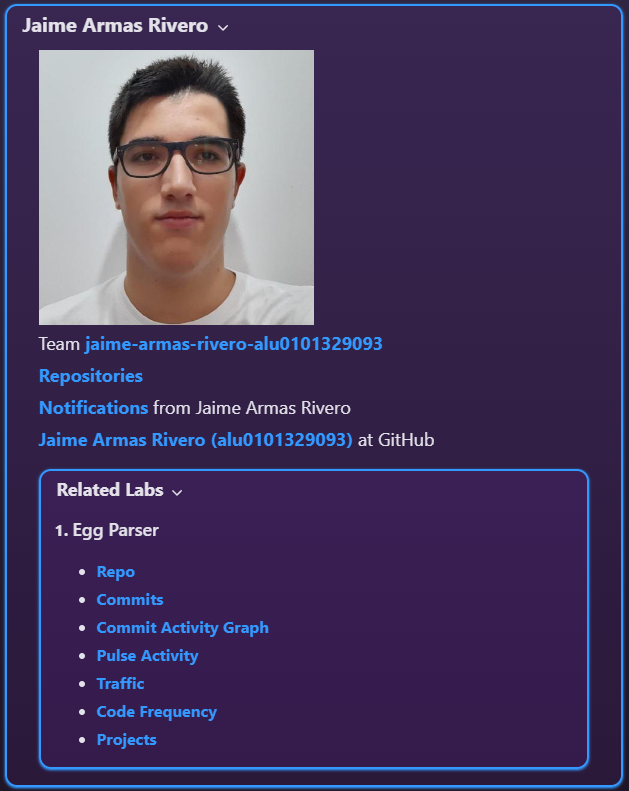 Jaime Armas Rivero
Team jaime-armas-rivero-alu0101329093
Repositories
Notifications from Jaime Armas Rivero
Jaime Armas Rivero (alu0101329093) at GitHub
Related Labs
1. Egg Parser
• Repo
• Commits
• Commit Activity Graph
• Pulse Activity
• Traffic
• Code Frequency
• Projects